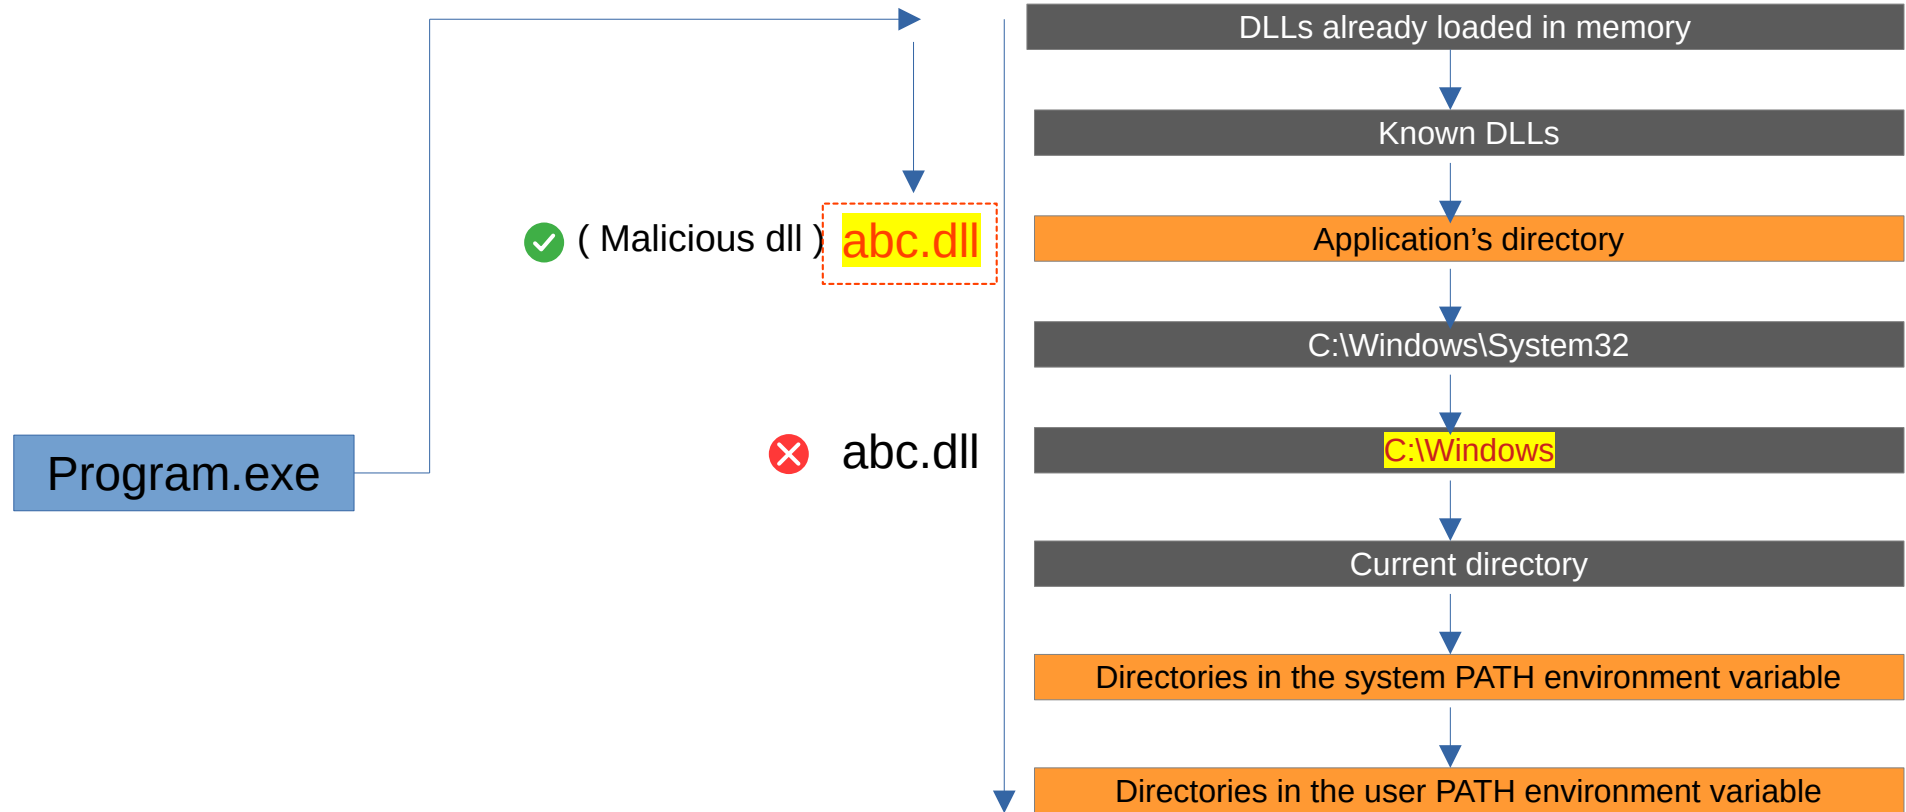 DLLs already loaded in memory
Known DLLs
( Malicious dll ) abc.dll
Application’s directory
C:\Windows\System32
Program.exe
abc.dll
C:\Windows
Current directory
Directories in the system PATH environment variable
Directories in the user PATH environment variable